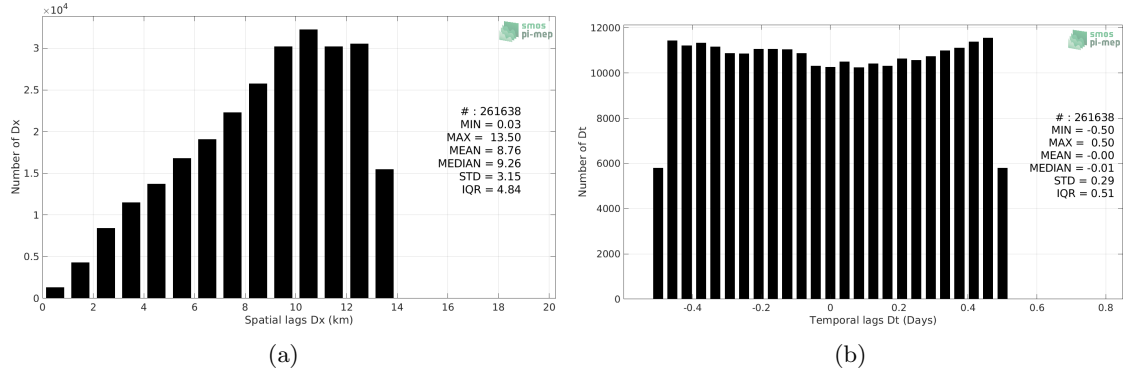 ×10⁴
3
2.5
2
1.5
1
0.5
0
Number of Dx
0 2 4 6 8 10 12 14 16 18 20
Spatial lags Dx (km)
smos
pi-mep
# : 261638
MIN = 0.03
MAX = 13.50
MEAN = 8.76
MEDIAN = 9.26
STD = 3.15
IQR = 4.84
(a)
12000
10000
8000
6000
4000
2000
0
Number of Dt
-0.4 -0.2 0 0.2 0.4 0.6 0.8
Temporal lags Dt (Days)
smos
pi-mep
# : 261638
MIN = -0.50
MAX = 0.50
MEAN = -0.00
MEDIAN = -0.01
STD = 0.29
IQR = 0.51
(b)